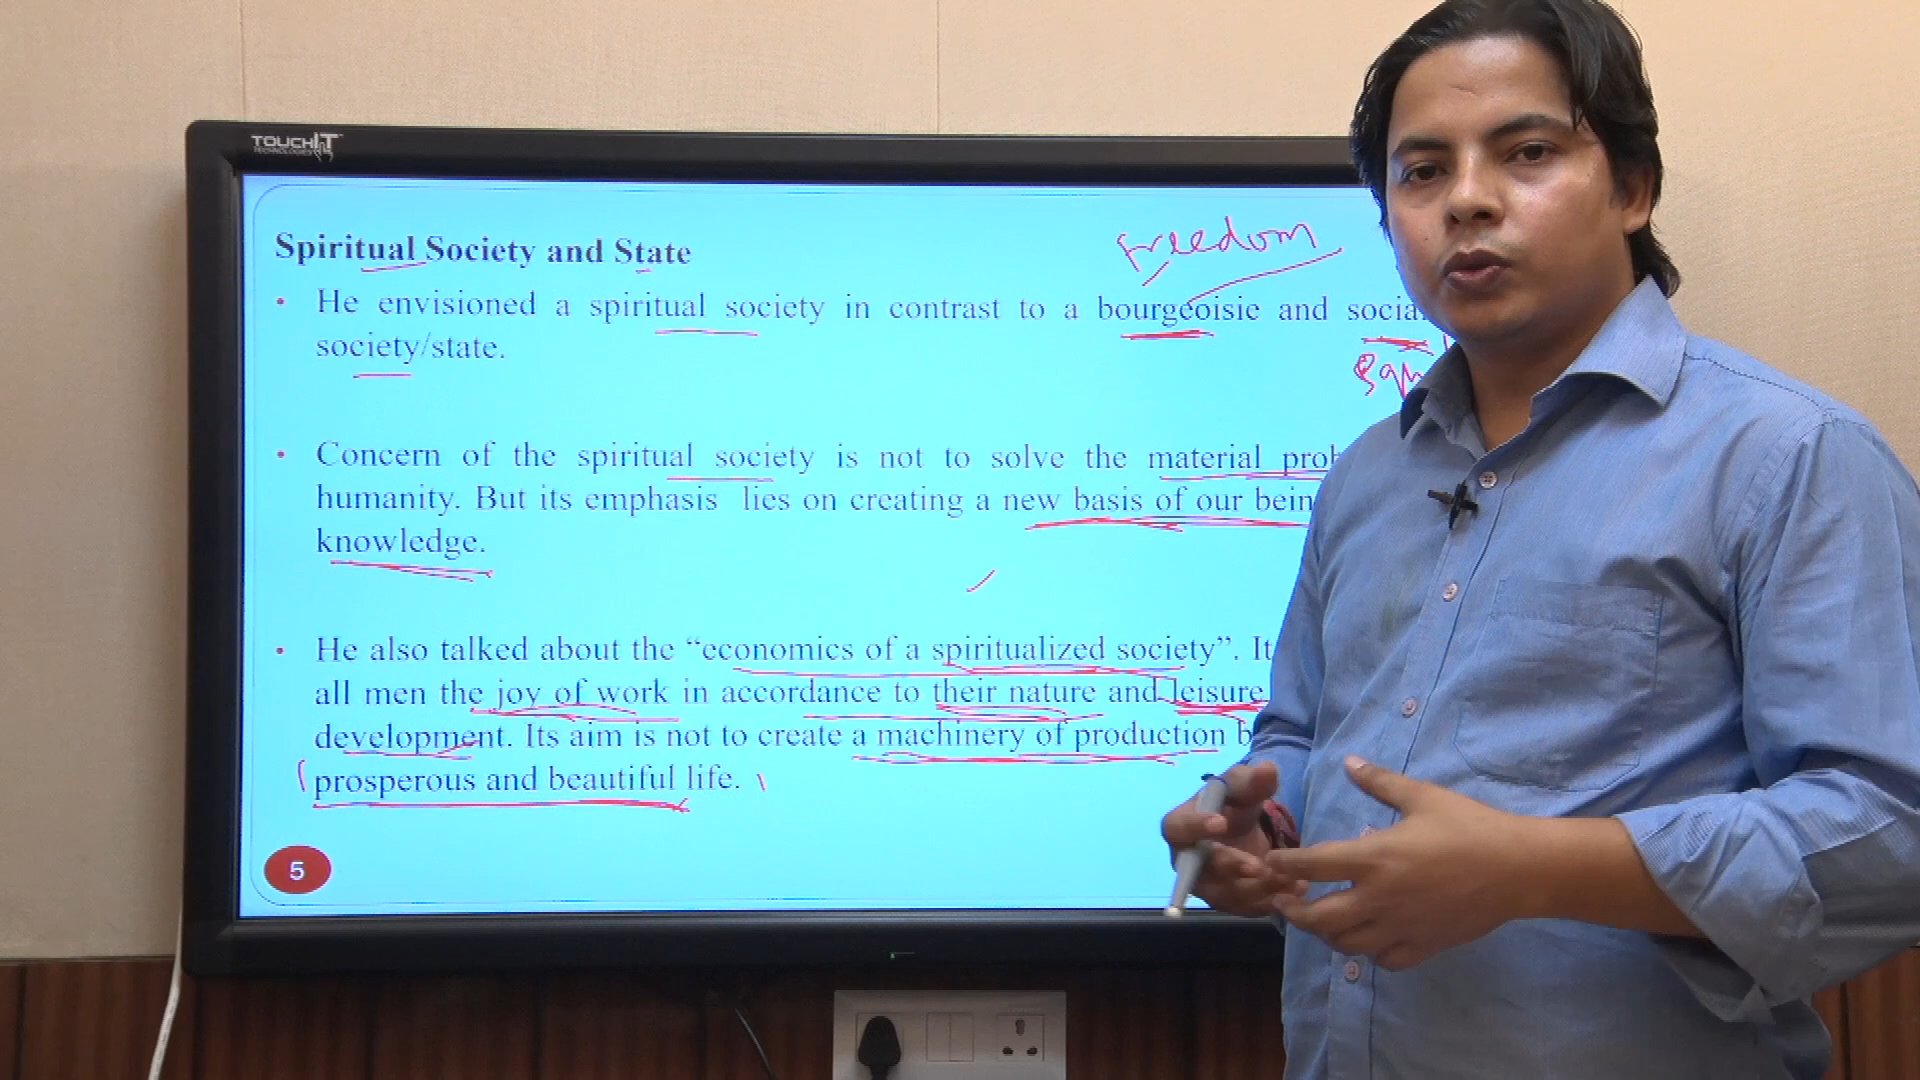 TOUCHIT
TECHNOLOGIES
Spiritual Society and State
Freedom
• He envisioned a spiritual society in contrast to a bourgeoisie and social
society/state.
• Concern of the spiritual society is not to solve the material
humanity. But its emphasis lies on creating a new basis of our
knowledge.
• He also talked about the “economics of a spiritualized society”. It
all men the joy of work in accordance to their nature and leisure
development. Its aim is not to create a machinery of production
prosperous and beautiful life.
5